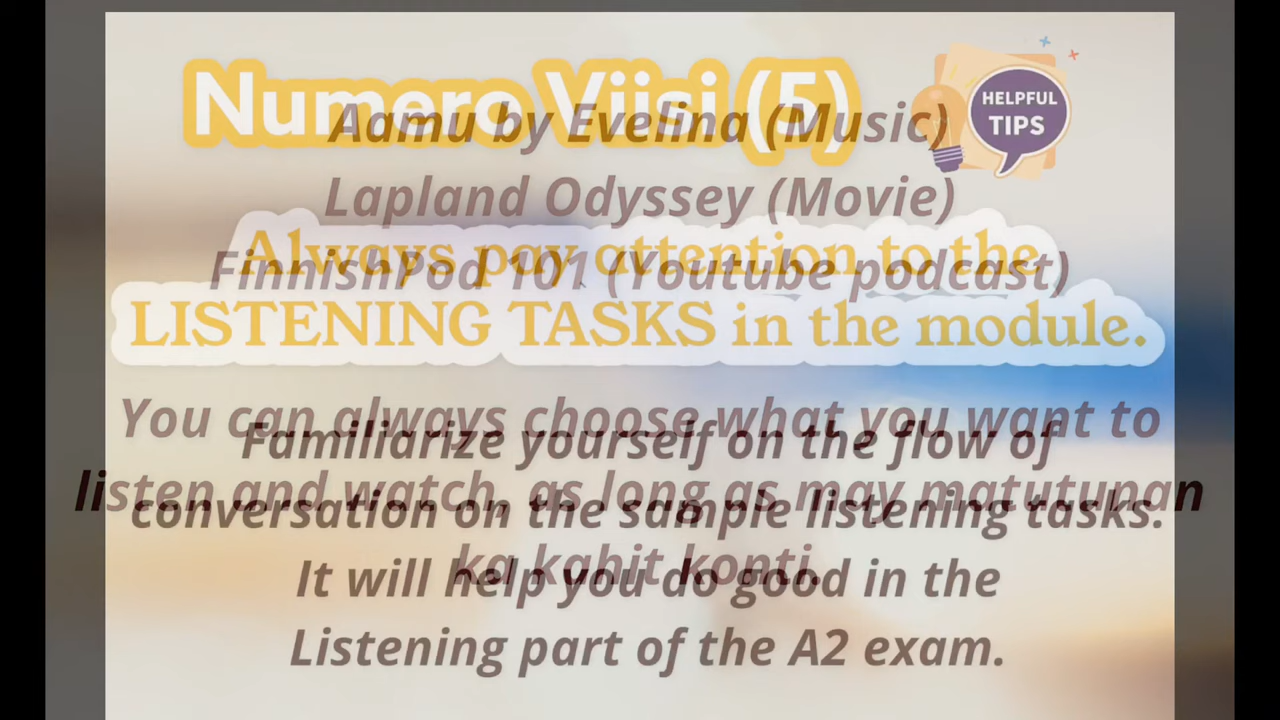 Numero Viisi (5)
HELPFUL
TIPS
Always pay attention to the
LISTENING TASKS in the module.
Familiarize yourself on the flow of
conversation on the sample listening tasks.
It will help you do good in the
Listening part of the A2 exam.
Aamu by Evelina (Music)
Lapland Odyssey (Movie)
FinnishPod 101 (Youtube podcast)
You can always choose what you want to
listen and watch, as long as may matutunan
ka kahit konti.